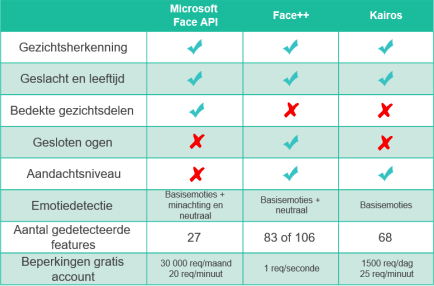 Microsoft
Face API
Face++
Kairos
Gezichtsherkenning
Geslacht en leeftijd
Bedekte gezichtsdelen
Gesloten ogen
Aandachtsniveau
Emotiedetectie
Basisemoties +
minachting en
neutraal
Basisemoties +
neutraal
Basisemoties
Aantal gedetecteerde
features
27
83 of 106
68
Beperkingen gratis
account
30 000 req/maand
20 req/minuut
1 req/seconde
1500 req/dag
25 req/minuut